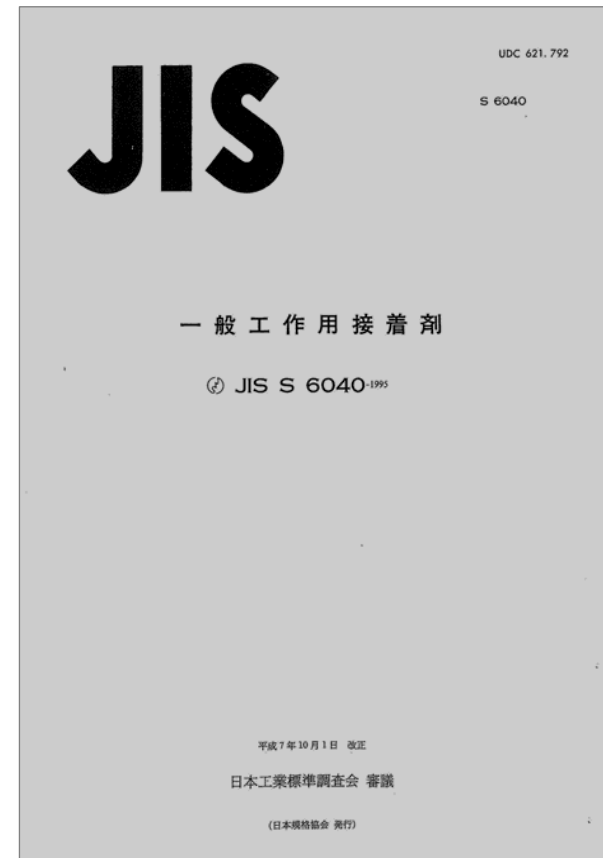 UDC 621.792
S 6040
JIS
一般工作用接着剤
JIS S 6040-1995
平成7年10月1日 改正
日本工業標準調査会 審議
(日本規格協会 発行)